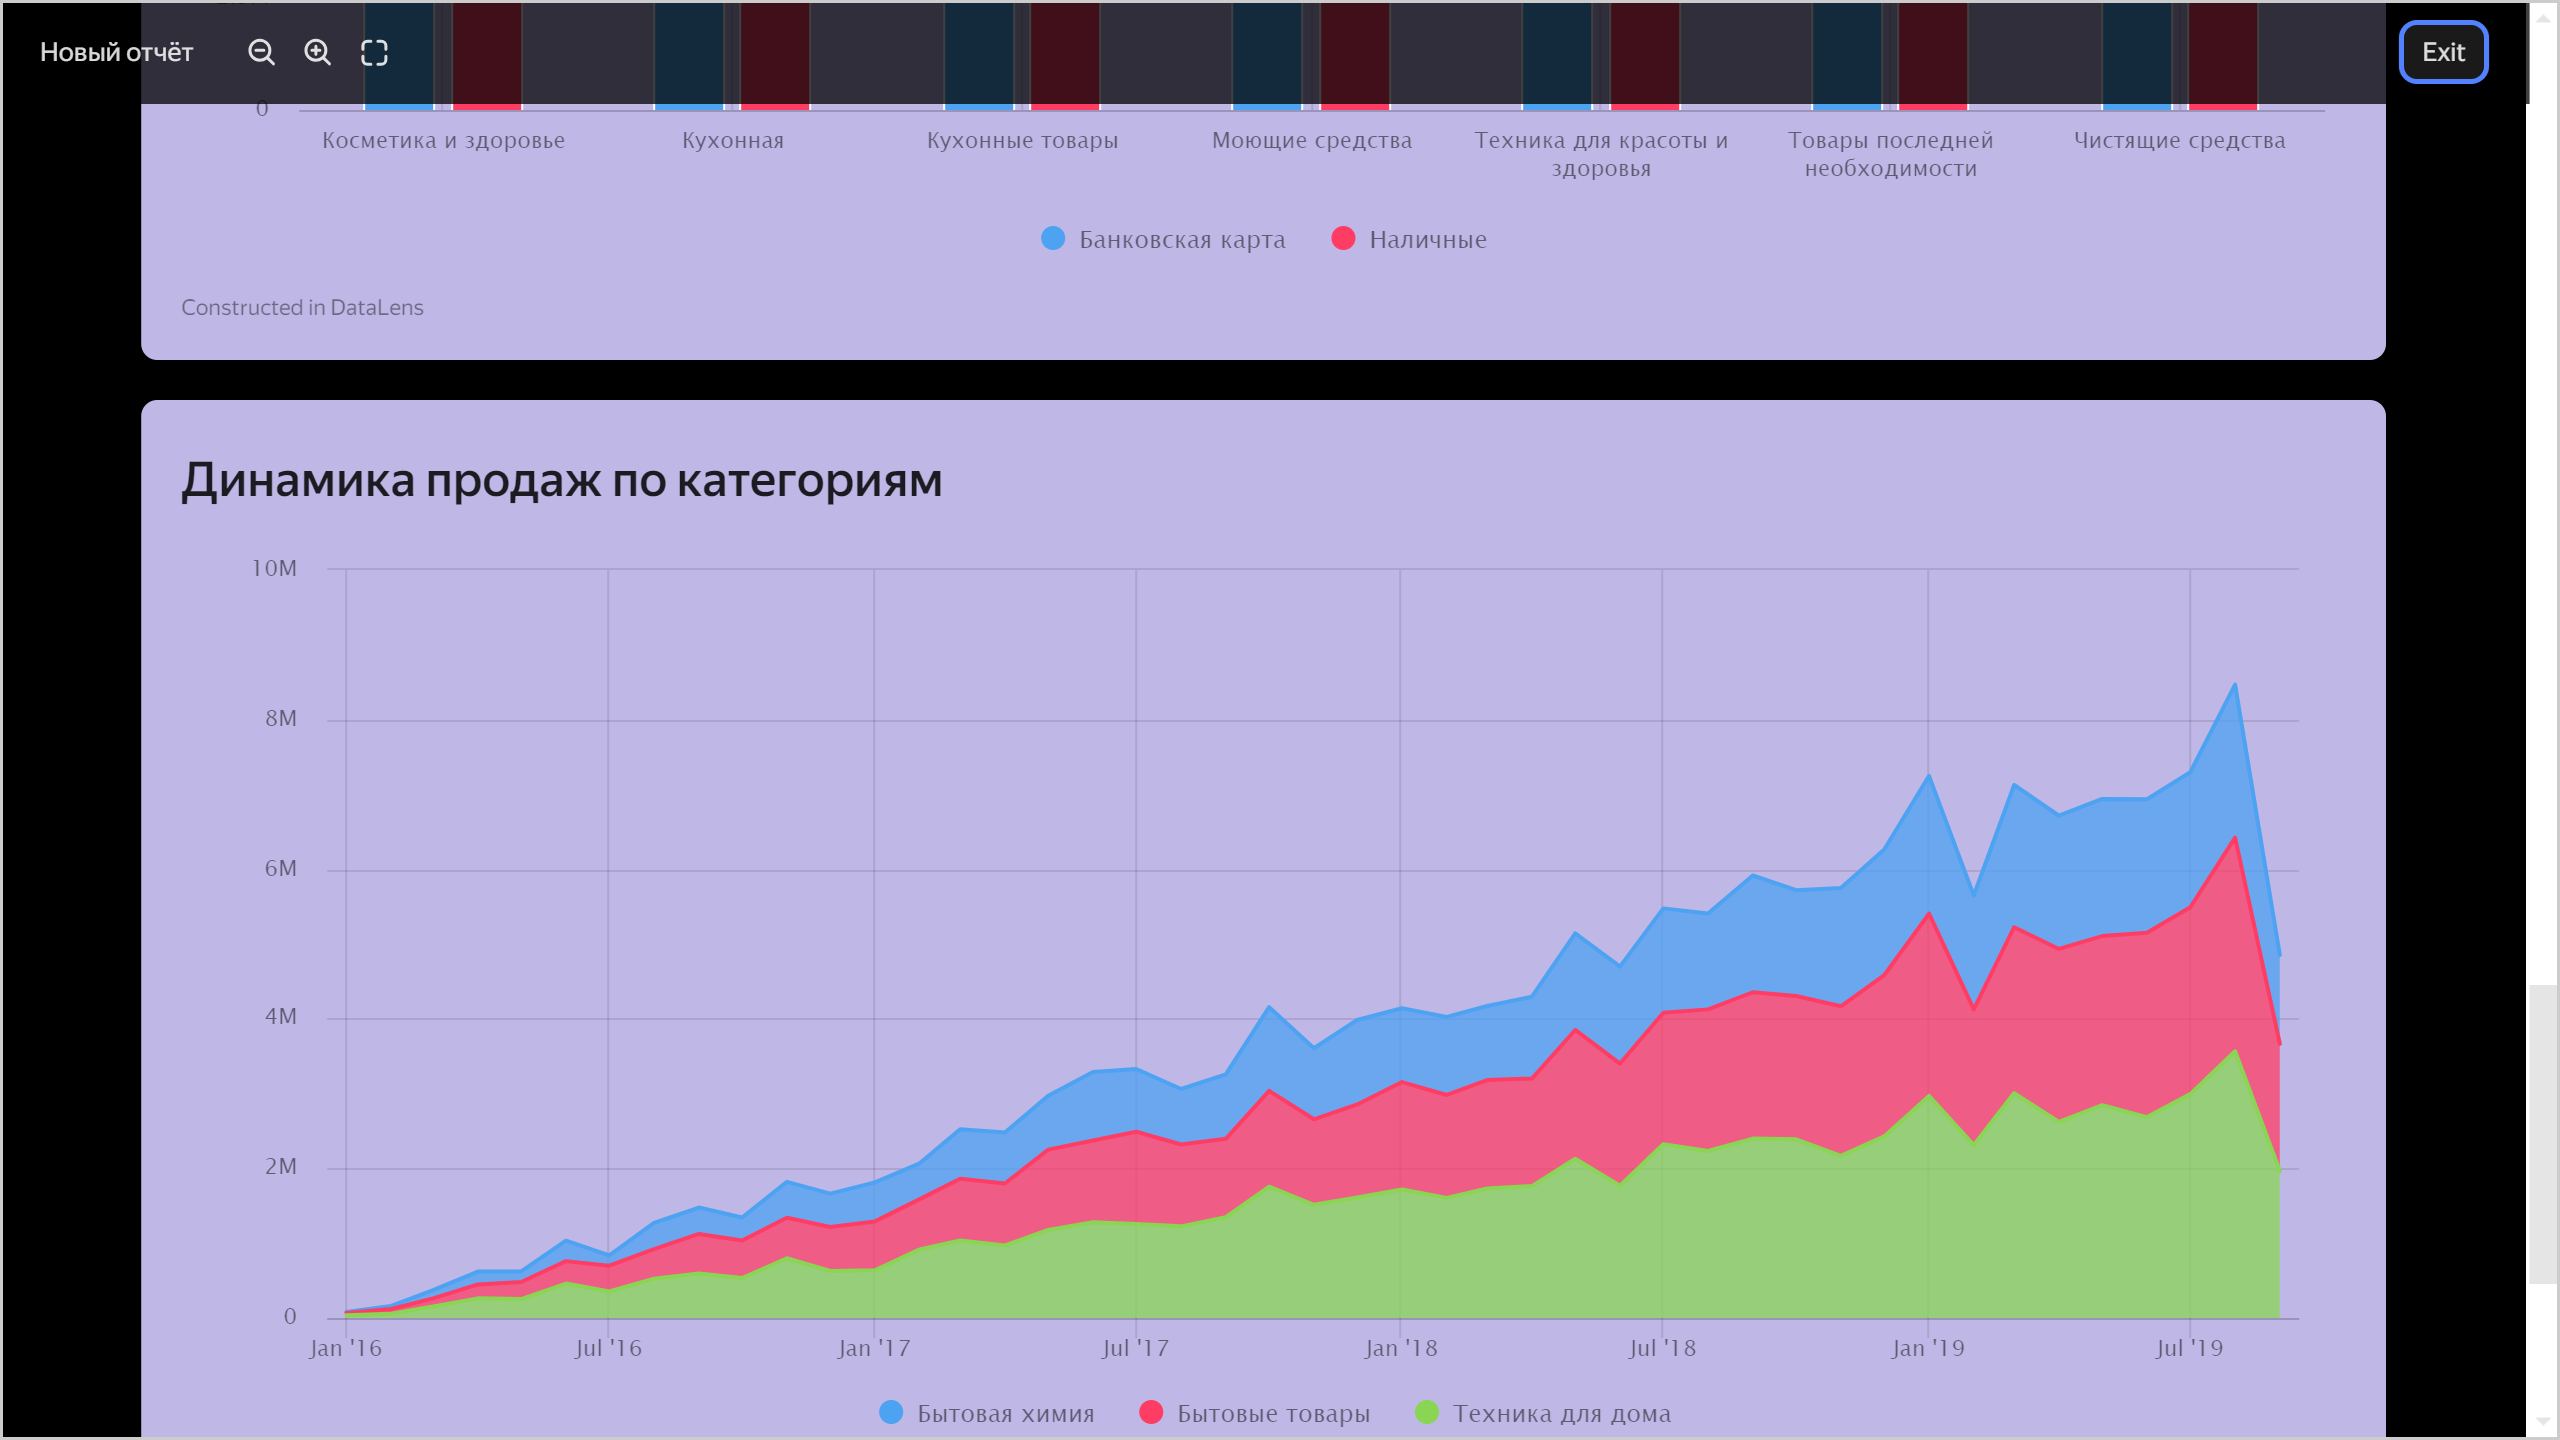 Новый отчёт
Exit
0
Косметика и здоровье
Кухонная
Кухонные товары
Моющие средства
Техника для красоты и
здоровья
Товары последней
необходимости
Чистящие средства
Банковская карта
Наличные
Constructed in DataLens
Динамика продаж по категориям
10M
8M
6M
4M
2M
0
Jan '16
Jul '16
Jan '17
Jul '17
Jan '18
Jul '18
Jan '19
Jul '19
Бытовая химия
Бытовые товары
Техника для дома